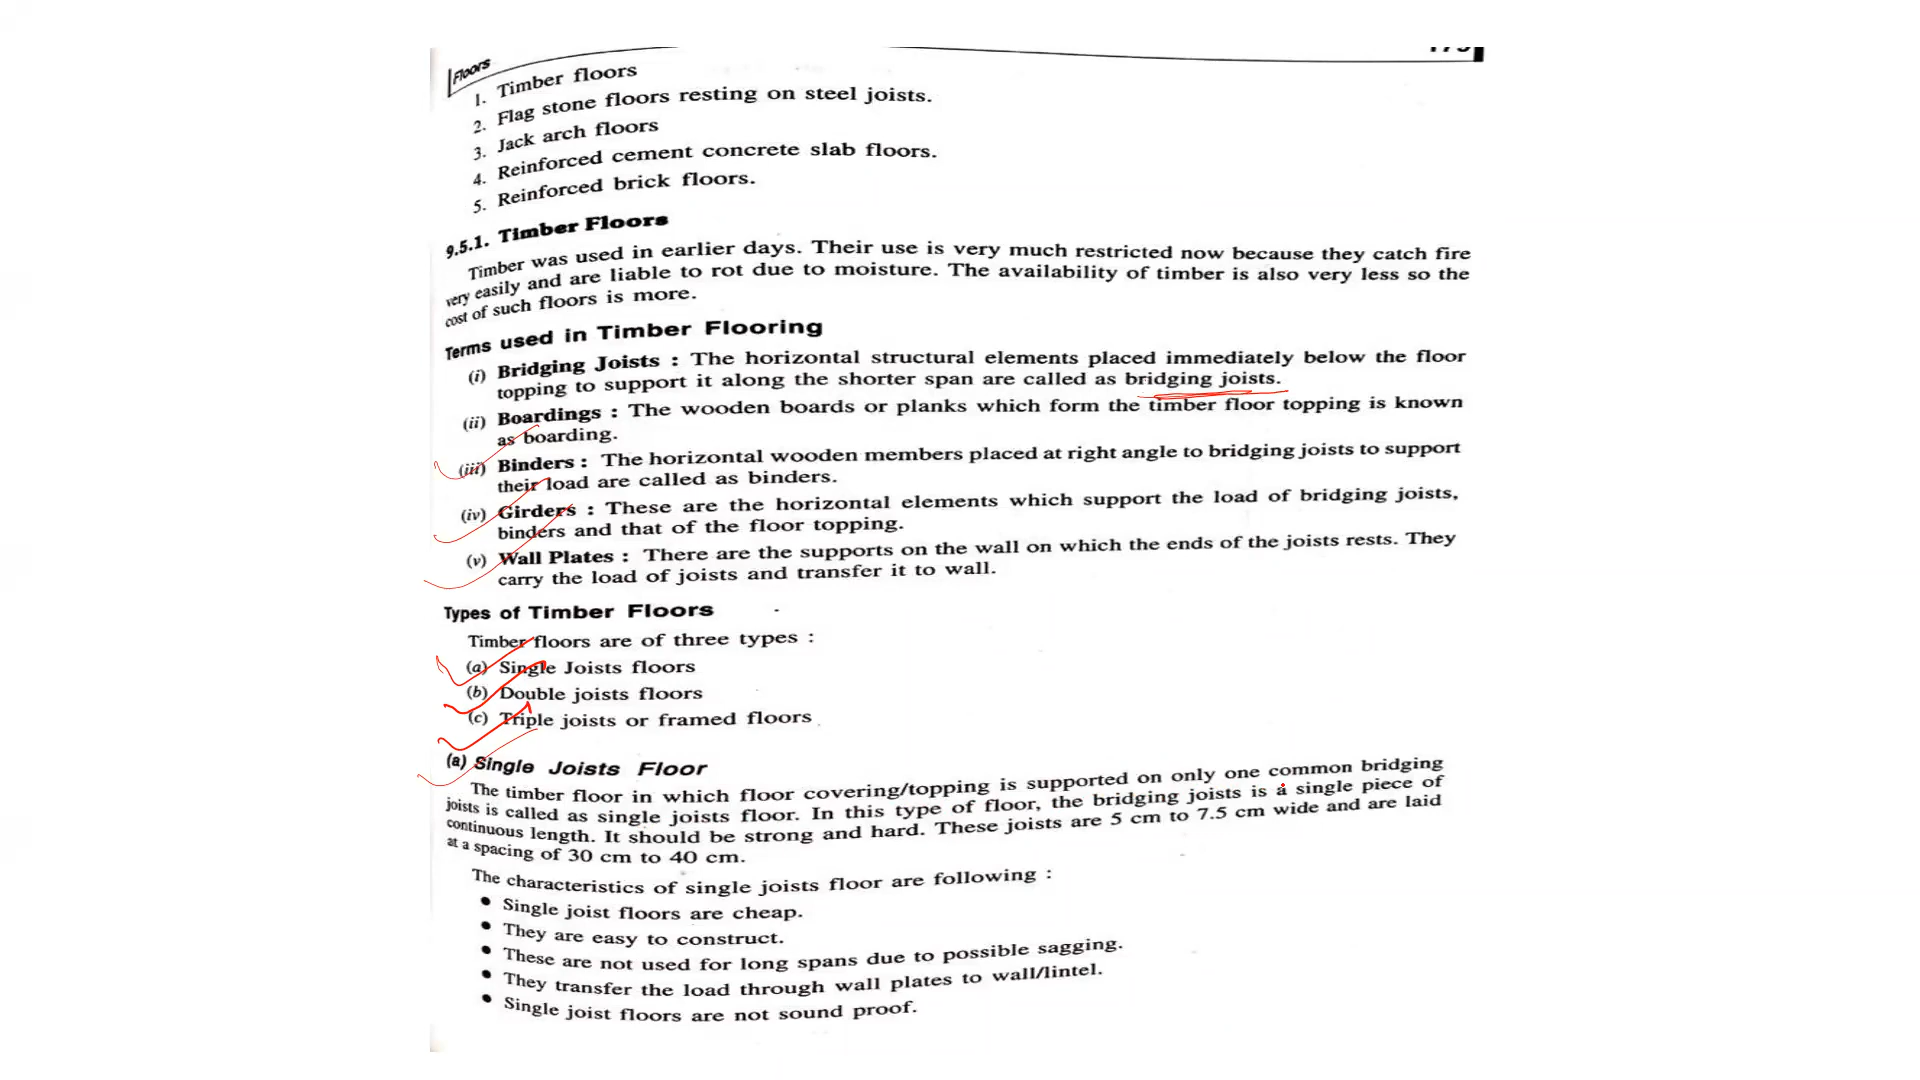 Floors
1. Timber floors
2. Flag stone floors resting on steel joists.
3. Jack arch floors
4. Reinforced cement concrete slab floors.
5. Reinforced brick floors.
9.5.1. Timber Floors
Timber was used in earlier days. Their use is very much restricted now because they catch fire
very easily and are liable to rot due to moisture. The availability of timber is also very less so the
cost of such floors is more.
Terms used in Timber Flooring
(i) Bridging Joists : The horizontal structural elements placed immediately below the floor
topping to support it along the shorter span are called as bridging joists.
(ii) Boardings : The wooden boards or planks which form the timber floor topping is known
as boarding.
(iii) Binders : The horizontal wooden members placed at right angle to bridging joists to support
their load are called as binders.
(iv) Girders : These are the horizontal elements which support the load of bridging joists,
binders and that of the floor topping.
(v) Wall Plates : There are the supports on the wall on which the ends of the joists rests. They
carry the load of joists and transfer it to wall.
Types of Timber Floors
Timber floors are of three types :
(a) Single Joists floors
(b) Double joists floors
(c) Triple joists or framed floors
(a) Single Joists Floor
The timber floor in which floor covering/topping is supported on only one common bridging
joists is called as single joists floor. In this type of floor, the bridging joists is a single piece of
continuous length. It should be strong and hard. These joists are 5 cm to 7.5 cm wide and are laid
at a spacing of 30 cm to 40 cm.
The characteristics of single joists floor are following :
• Single joist floors are cheap.
• They are easy to construct.
• These are not used for long spans due to possible sagging.
• They transfer the load through wall plates to wall/lintel.
• Single joist floors are not sound proof.